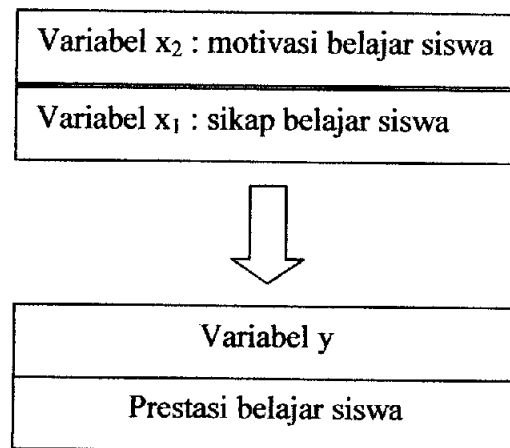 Variabel x₂ : motivasi belajar siswa
Variabel x₁ : sikap belajar siswa
Variabel y
Prestasi belajar siswa